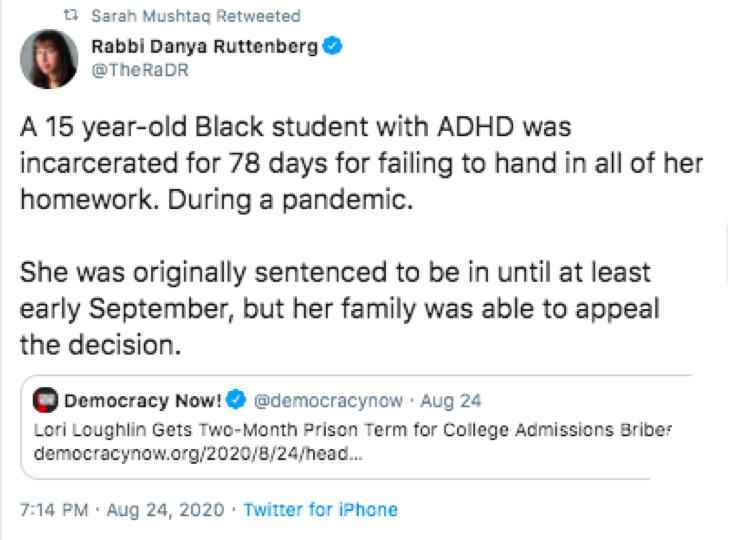 Sarah Mushtaq Retweeted
Rabbi Danya Ruttenberg
@TheRaDR
A 15 year-old Black student with ADHD was
incarcerated for 78 days for failing to hand in all of her
homework. During a pandemic.
She was originally sentenced to be in until at least
early September, but her family was able to appeal
the decision.
Democracy Now! @democracynow · Aug 24
Lori Loughlin Gets Two-Month Prison Term for College Admissions Briber
democracynow.org/2020/8/24/head...
7:14 PM · Aug 24, 2020 · Twitter for iPhone